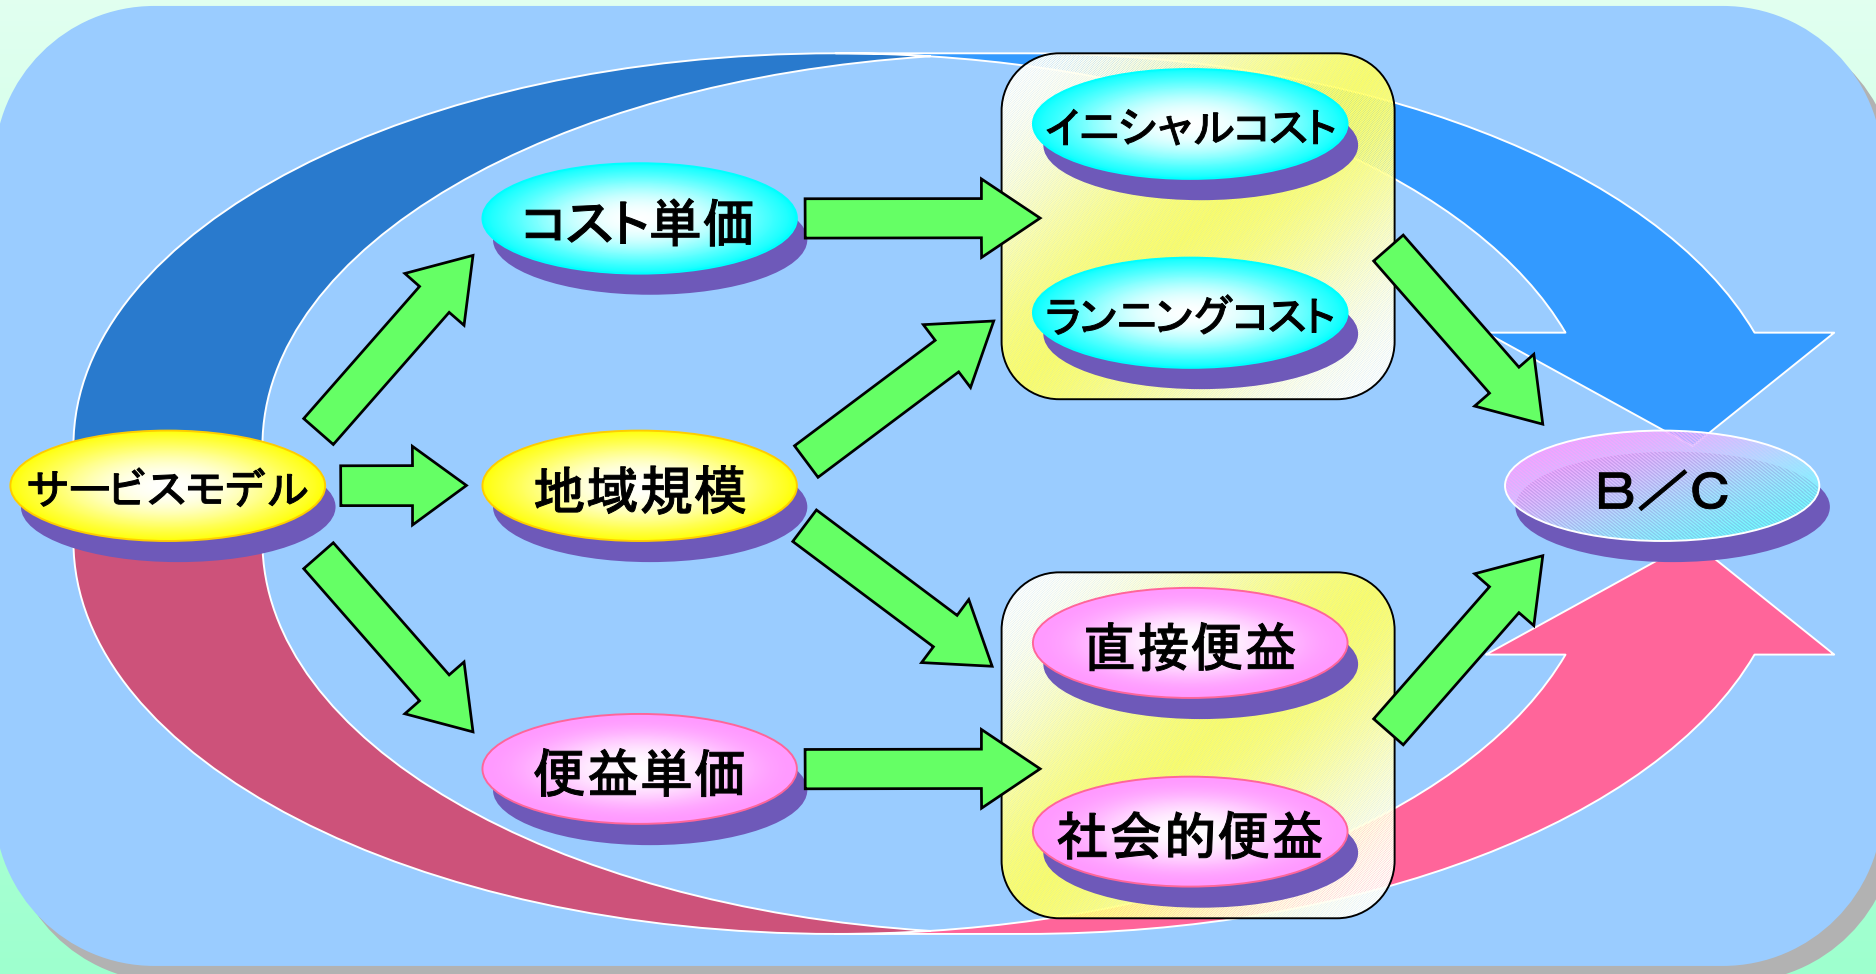 イニシャルコスト
コスト単価
ランニングコスト
サービスモデル
地域規模
B/C
直接便益
便益単価
社会的便益